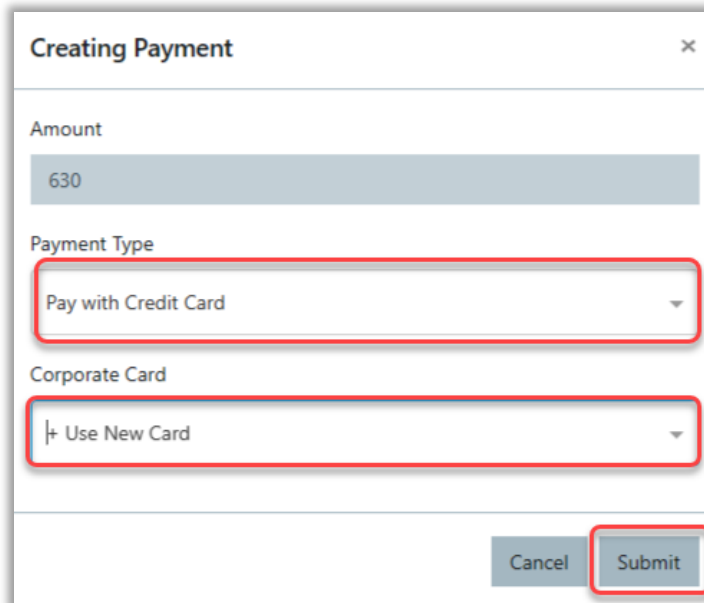 Creating Payment ×
Amount
630
Payment Type
Pay with Credit Card
Corporate Card
+ Use New Card
Cancel Submit